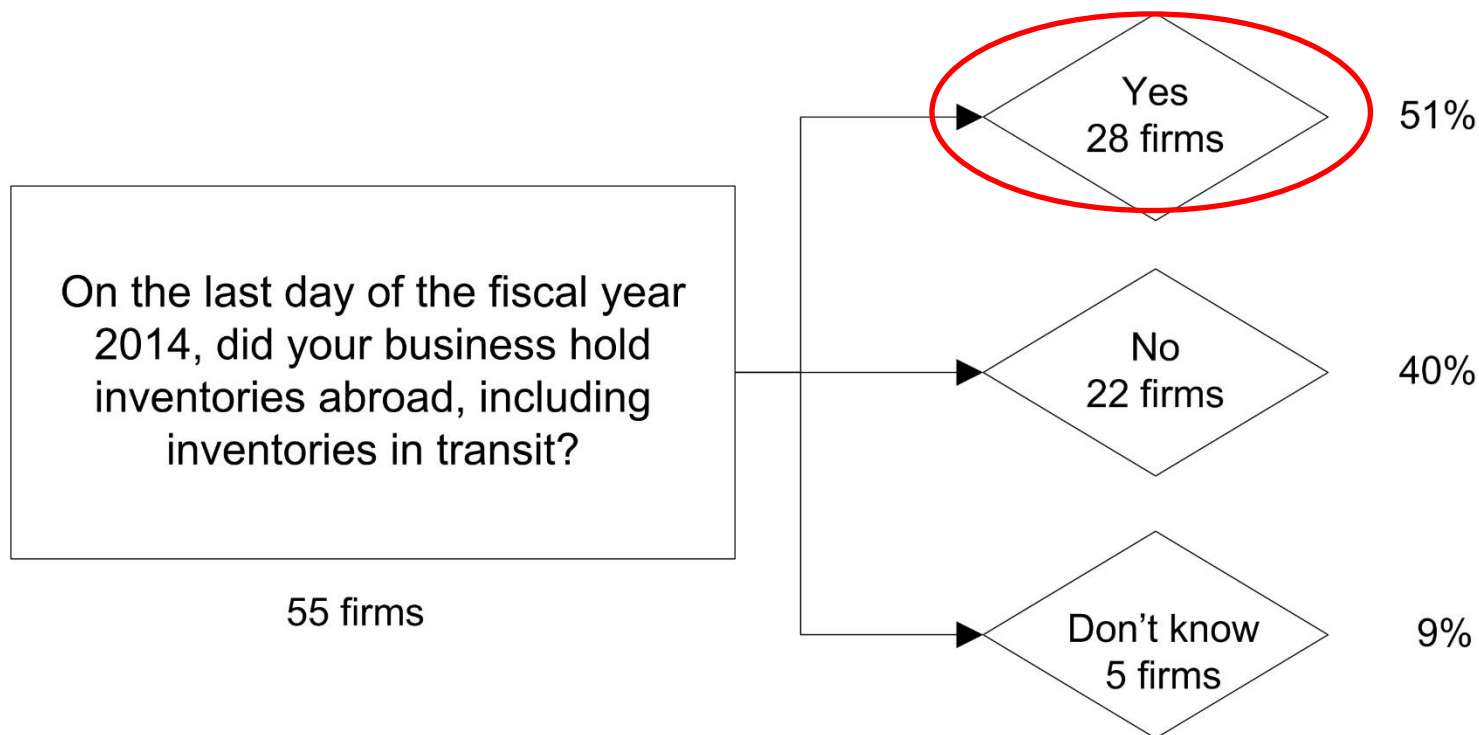 On the last day of the fiscal year
2014, did your business hold
inventories abroad, including
inventories in transit?
55 firms
Yes
28 firms
51%
No
22 firms
40%
Don’t know
5 firms
9%